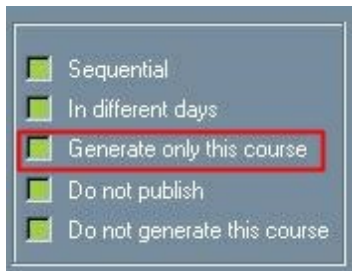 Sequential
In different days
Generate only this course
Do not publish
Do not generate this course